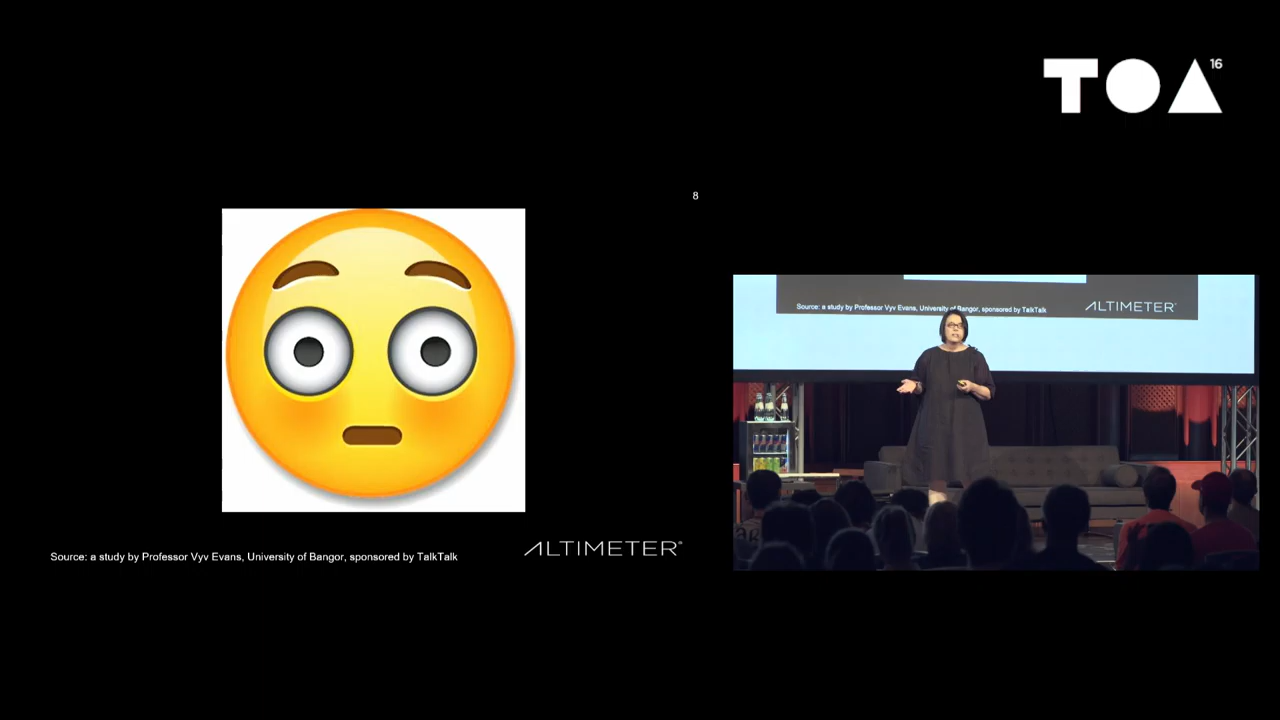 TOA 16
8
Source: a study by Professor Vyv Evans, University of Bangor, sponsored by TalkTalk
ALTIMETER®
Source: a study by Professor Vyv Evans, University of Bangor, sponsored by TalkTalk
ALTIMETER®